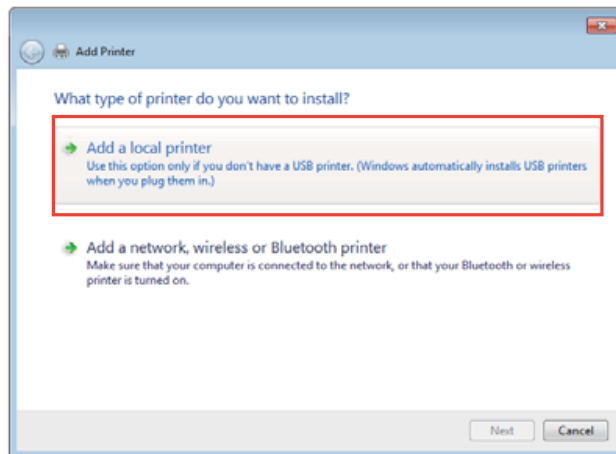 Add Printer
What type of printer do you want to install?
Add a local printer
Use this option only if you don't have a USB printer. (Windows automatically installs USB printers
when you plug them in.)
Add a network, wireless or Bluetooth printer
Make sure that your computer is connected to the network, or that your Bluetooth or wireless
printer is turned on.
Next
Cancel